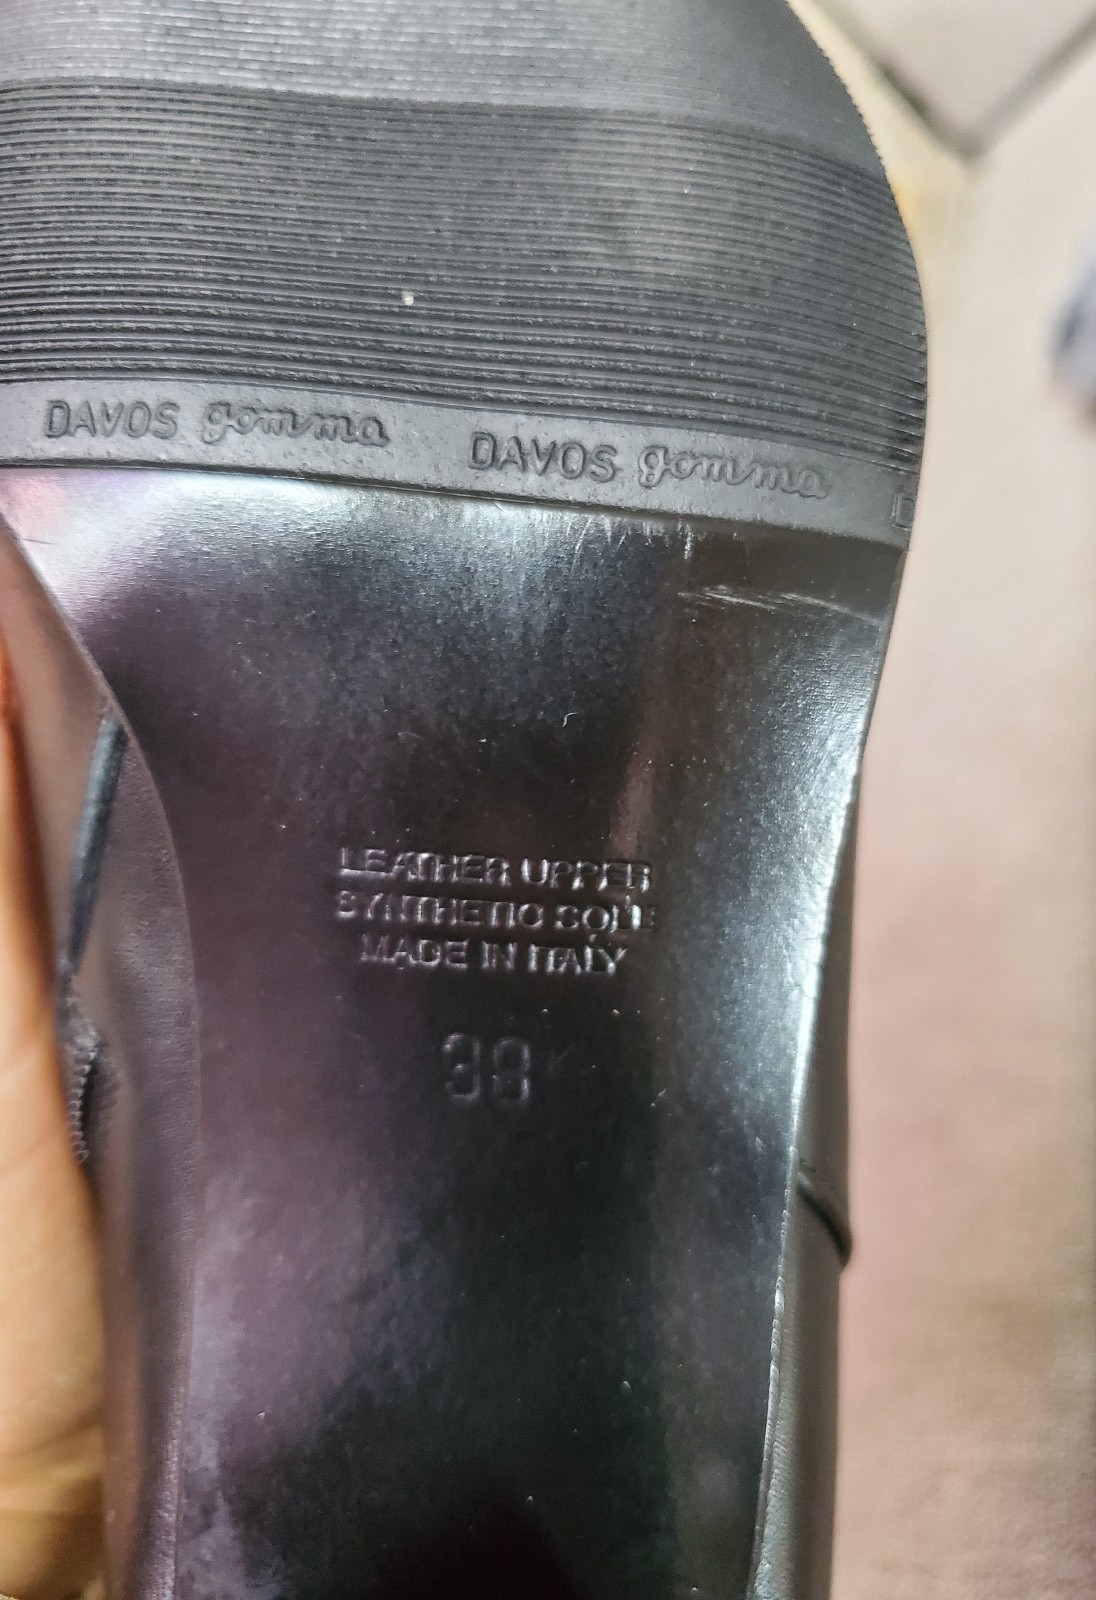 DAVOS gomma DAVOS gomma
LEATHER UPPER
SYNTHETIC SOLE
MADE IN ITALY
38